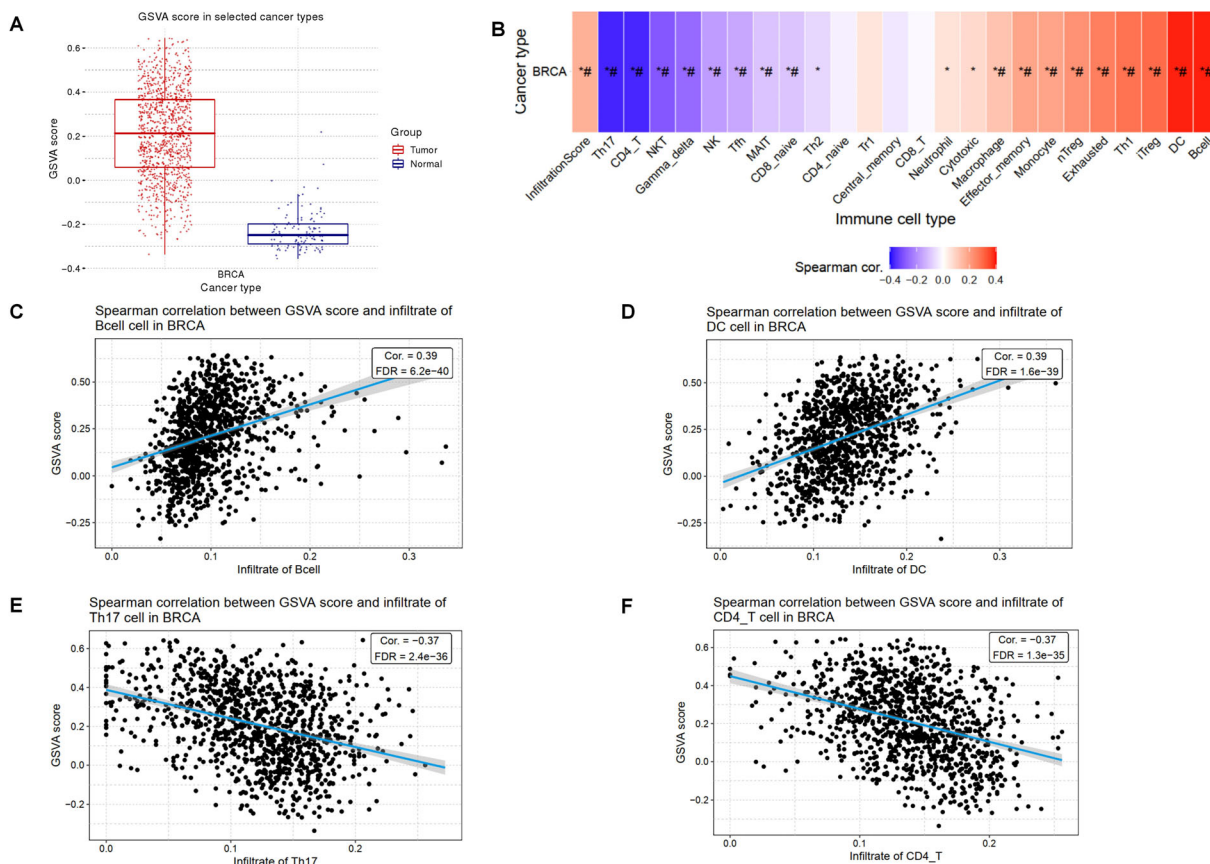 A
GSVA score in selected cancer types
0.6
0.4
0.2
0.0
−0.2
−0.4
GSVA score
BRCA
Cancer type
Group
Tumor
Normal
B
Cancer type
BRCA
*# *# *# *# *# *# *# *# *# * * * *# *# *# *# *# *# *# *# *#
InfiltrationScore
Th17
CD4_T
NKT
Gamma_delta
NK
Tfh
MAIT
CD8_naive
Th2
CD4_naive
Tr1
Central_memory
CD8_T
Neutrophil
Cytotoxic
Macrophage
Effector_memory
Monocyte
nTreg
Exhausted
Th1
iTreg
DC
Bcell
Immune cell type
Spearman cor.
−0.4 −0.2 0.0 0.2 0.4
C
Spearman correlation between GSVA score and infiltrate of
Bcell cell in BRCA
Cor. = 0.39
FDR = 6.2e−40
0.50
0.25
0.00
−0.25
GSVA score
0.0 0.1 0.2 0.3
Infiltrate of Bcell
D
Spearman correlation between GSVA score and infiltrate of
DC cell in BRCA
Cor. = 0.39
FDR = 1.6e−39
0.50
0.25
0.00
−0.25
GSVA score
0.0 0.1 0.2 0.3
Infiltrate of DC
E
Spearman correlation between GSVA score and infiltrate of
Th17 cell in BRCA
Cor. = −0.37
FDR = 2.4e−36
0.6
0.4
0.2
0.0
−0.2
GSVA score
0.0 0.1 0.2
Infiltrate of Th17
F
Spearman correlation between GSVA score and infiltrate of
CD4_T cell in BRCA
Cor. = −0.37
FDR = 1.3e−35
0.6
0.4
0.2
0.0
−0.2
GSVA score
0.0 0.1 0.2
Infiltrate of CD4_T